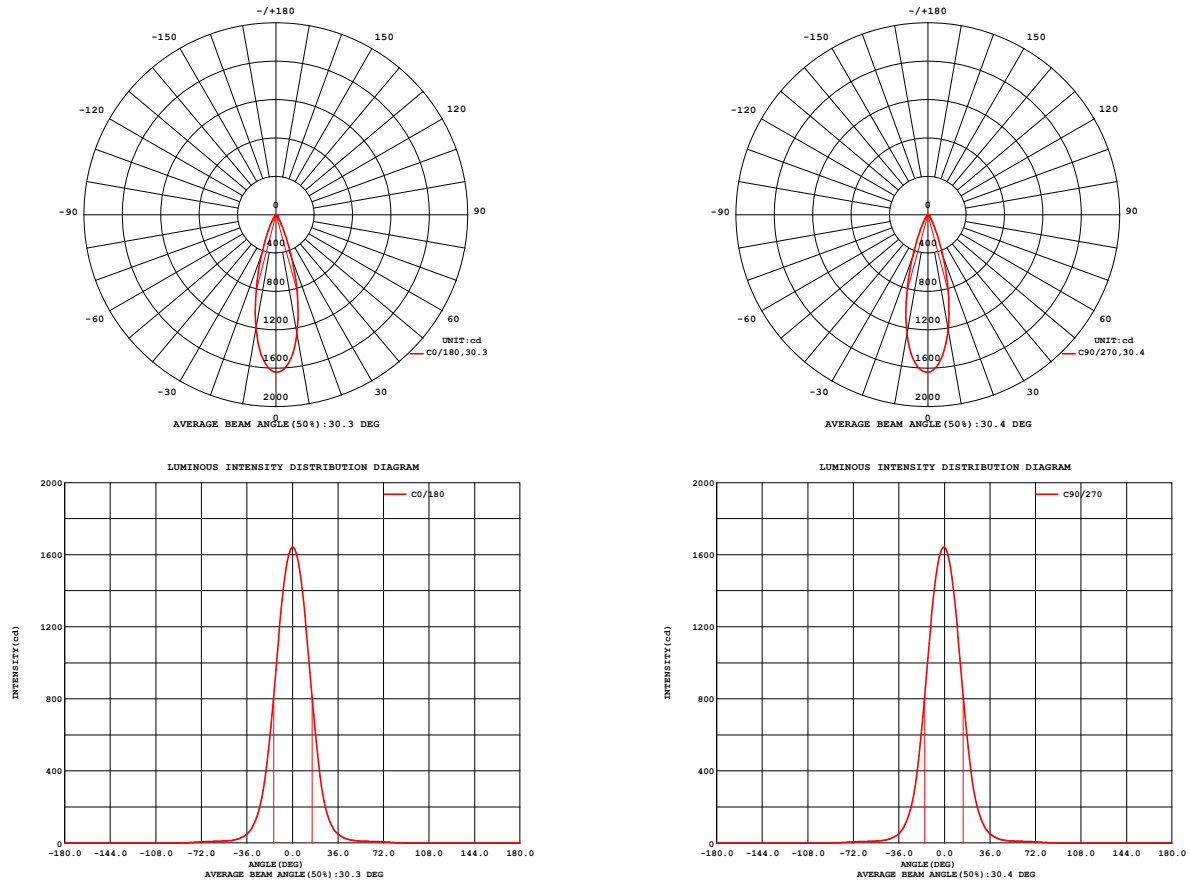 -/+180
-150 150
-120 120
-90 90
-60 60
-30 30
0
400
800
1200
1600
2000
0
UNIT:cd
C0/180,30.3
AVERAGE BEAM ANGLE(50%):30.3 DEG
-/+180
-150 150
-120 120
-90 90
-60 60
-30 30
0
400
800
1200
1600
2000
0
UNIT:cd
C90/270,30.4
AVERAGE BEAM ANGLE(50%):30.4 DEG
LUMINOUS INTENSITY DISTRIBUTION DIAGRAM
C0/180
2000
1600
1200
800
400
0
INTENSITY(cd)
-180.0 -144.0 -108.0 -72.0 -36.0 0.0 36.0 72.0 108.0 144.0 180.0
ANGLE(DEG)
AVERAGE BEAM ANGLE(50%):30.3 DEG
LUMINOUS INTENSITY DISTRIBUTION DIAGRAM
C90/270
2000
1600
1200
800
400
0
INTENSITY(cd)
-180.0 -144.0 -108.0 -72.0 -36.0 0.0 36.0 72.0 108.0 144.0 180.0
ANGLE(DEG)
AVERAGE BEAM ANGLE(50%):30.4 DEG